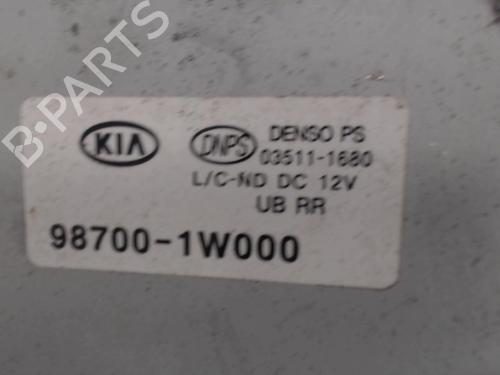 B-Parts
KIA DNPS DENSO PS
03511-1680
L/C-ND DC 12V
UB RR
98700-1W000